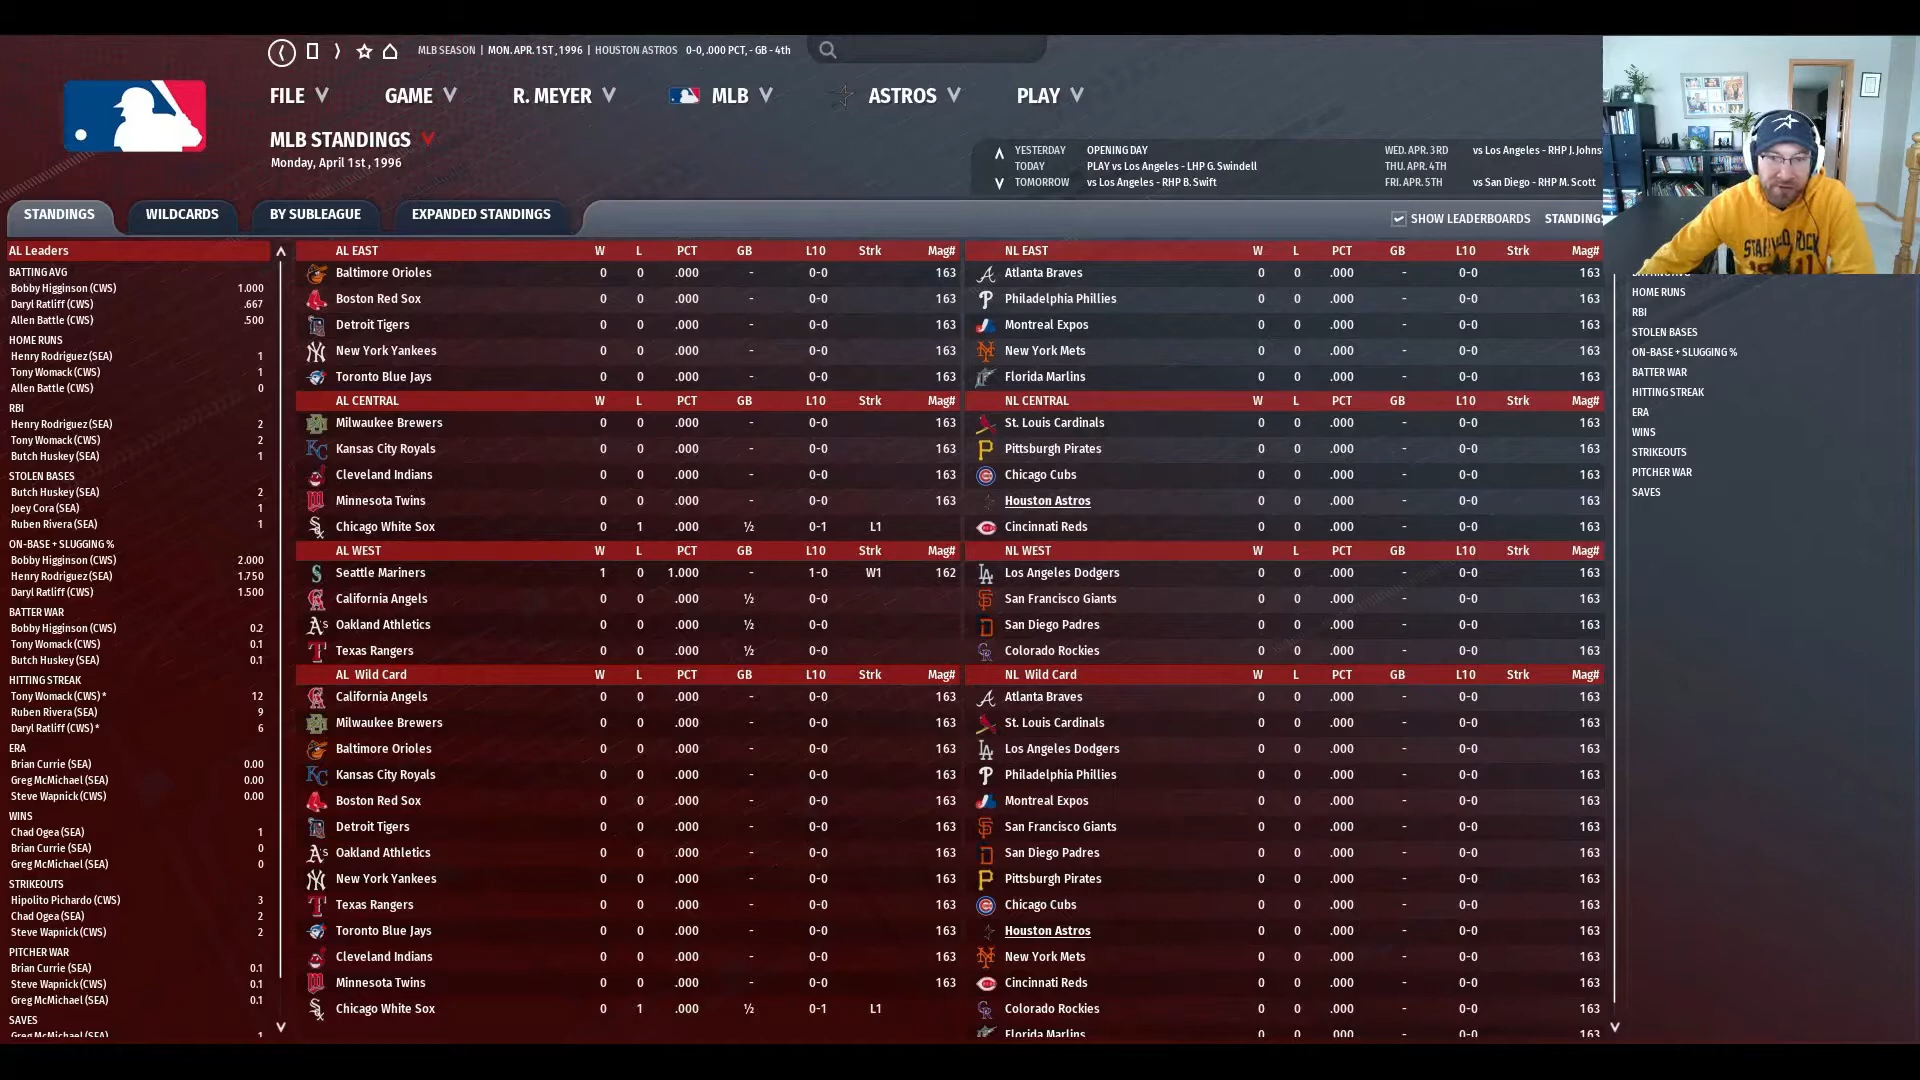 MLB SEASON | MON. APR. 1ST, 1996 | HOUSTON ASTROS 0-0, .000 PCT, - GB - 4th
FILE GAME R. MEYER MLB ASTROS PLAY
MLB STANDINGS
Monday, April 1st, 1996
YESTERDAY OPENING DAY WED. APR. 3RD vs Los Angeles - RHP J. Johns
TODAY PLAY vs Los Angeles - LHP G. Swindell THU. APR. 4TH
TOMORROW vs Los Angeles - RHP B. Swift FRI. APR. 5TH vs San Diego - RHP M. Scott
STANDINGS WILDCARDS BY SUBLEAGUE EXPANDED STANDINGS SHOW LEADERBOARDS STANDING
AL Leaders
BATTING AVG
Bobby Higginson (CWS) 1.000
Daryl Ratliff (CWS) .667
Allen Battle (CWS) .500
HOME RUNS
Henry Rodriguez (SEA) 1
Tony Womack (CWS) 1
Allen Battle (CWS) 0
RBI
Henry Rodriguez (SEA) 2
Tony Womack (CWS) 2
Butch Huskey (SEA) 1
STOLEN BASES
Butch Huskey (SEA) 2
Joey Cora (SEA) 1
Ruben Rivera (SEA) 1
ON-BASE + SLUGGING %
Bobby Higginson (CWS) 2.000
Henry Rodriguez (SEA) 1.750
Daryl Ratliff (CWS) 1.500
BATTER WAR
Bobby Higginson (CWS) 0.2
Tony Womack (CWS) 0.1
Butch Huskey (SEA) 0.1
HITTING STREAK
Tony Womack (CWS) * 12
Ruben Rivera (SEA) 9
Daryl Ratliff (CWS) * 6
ERA
Brian Currie (SEA) 0.00
Greg McMichael (SEA) 0.00
Steve Wapnick (CWS) 0.00
WINS
Chad Ogea (SEA) 1
Brian Currie (SEA) 0
Greg McMichael (SEA) 0
STRIKEOUTS
Hipolito Pichardo (CWS) 3
Chad Ogea (SEA) 2
Steve Wapnick (CWS) 2
PITCHER WAR
Brian Currie (SEA) 0.1
Steve Wapnick (CWS) 0.1
Greg McMichael (SEA) 0.1
SAVES
Greg McMichael (SEA) 1
AL EAST W L PCT GB L10 Strk Mag#
Baltimore Orioles 0 0 .000 - 0-0 163
Boston Red Sox 0 0 .000 - 0-0 163
Detroit Tigers 0 0 .000 - 0-0 163
New York Yankees 0 0 .000 - 0-0 163
Toronto Blue Jays 0 0 .000 - 0-0 163
AL CENTRAL W L PCT GB L10 Strk Mag#
Milwaukee Brewers 0 0 .000 - 0-0 163
Kansas City Royals 0 0 .000 - 0-0 163
Cleveland Indians 0 0 .000 - 0-0 163
Minnesota Twins 0 0 .000 - 0-0 163
Chicago White Sox 0 1 .000 ½ 0-1 L1
AL WEST W L PCT GB L10 Strk Mag#
Seattle Mariners 1 0 1.000 - 1-0 W1 162
California Angels 0 0 .000 ½ 0-0
Oakland Athletics 0 0 .000 ½ 0-0
Texas Rangers 0 0 .000 ½ 0-0
AL Wild Card W L PCT GB L10 Strk Mag#
California Angels 0 0 .000 - 0-0 163
Milwaukee Brewers 0 0 .000 - 0-0 163
Baltimore Orioles 0 0 .000 - 0-0 163
Kansas City Royals 0 0 .000 - 0-0 163
Boston Red Sox 0 0 .000 - 0-0 163
Detroit Tigers 0 0 .000 - 0-0 163
Oakland Athletics 0 0 .000 - 0-0 163
New York Yankees 0 0 .000 - 0-0 163
Texas Rangers 0 0 .000 - 0-0 163
Toronto Blue Jays 0 0 .000 - 0-0 163
Cleveland Indians 0 0 .000 - 0-0 163
Minnesota Twins 0 0 .000 - 0-0 163
Chicago White Sox 0 1 .000 ½ 0-1 L1
NL EAST W L PCT GB L10 Strk Mag#
Atlanta Braves 0 0 .000 - 0-0 163
Philadelphia Phillies 0 0 .000 - 0-0 163
Montreal Expos 0 0 .000 - 0-0 163
New York Mets 0 0 .000 - 0-0 163
Florida Marlins 0 0 .000 - 0-0 163
NL CENTRAL W L PCT GB L10 Strk Mag#
St. Louis Cardinals 0 0 .000 - 0-0 163
Pittsburgh Pirates 0 0 .000 - 0-0 163
Chicago Cubs 0 0 .000 - 0-0 163
Houston Astros 0 0 .000 - 0-0 163
Cincinnati Reds 0 0 .000 - 0-0 163
NL WEST W L PCT GB L10 Strk Mag#
Los Angeles Dodgers 0 0 .000 - 0-0 163
San Francisco Giants 0 0 .000 - 0-0 163
San Diego Padres 0 0 .000 - 0-0 163
Colorado Rockies 0 0 .000 - 0-0 163
NL Wild Card W L PCT GB L10 Strk Mag#
Atlanta Braves 0 0 .000 - 0-0 163
St. Louis Cardinals 0 0 .000 - 0-0 163
Los Angeles Dodgers 0 0 .000 - 0-0 163
Philadelphia Phillies 0 0 .000 - 0-0 163
Montreal Expos 0 0 .000 - 0-0 163
San Francisco Giants 0 0 .000 - 0-0 163
San Diego Padres 0 0 .000 - 0-0 163
Pittsburgh Pirates 0 0 .000 - 0-0 163
Chicago Cubs 0 0 .000 - 0-0 163
Houston Astros 0 0 .000 - 0-0 163
New York Mets 0 0 .000 - 0-0 163
Cincinnati Reds 0 0 .000 - 0-0 163
Colorado Rockies 0 0 .000 - 0-0 163
Florida Marlins 0 0 .000 - 0-0 163
HOME RUNS
RBI
STOLEN BASES
ON-BASE + SLUGGING %
BATTER WAR
HITTING STREAK
ERA
WINS
STRIKEOUTS
PITCHER WAR
SAVES